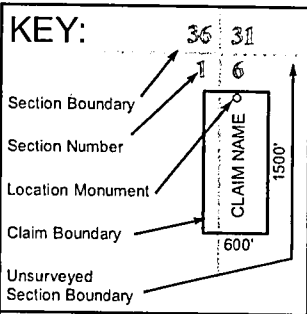 KEY:
36 31
1 6
Section Boundary
Section Number
Location Monument
Claim Boundary
Unsurveyed
Section Boundary
CLAIM NAME
1500'
600'